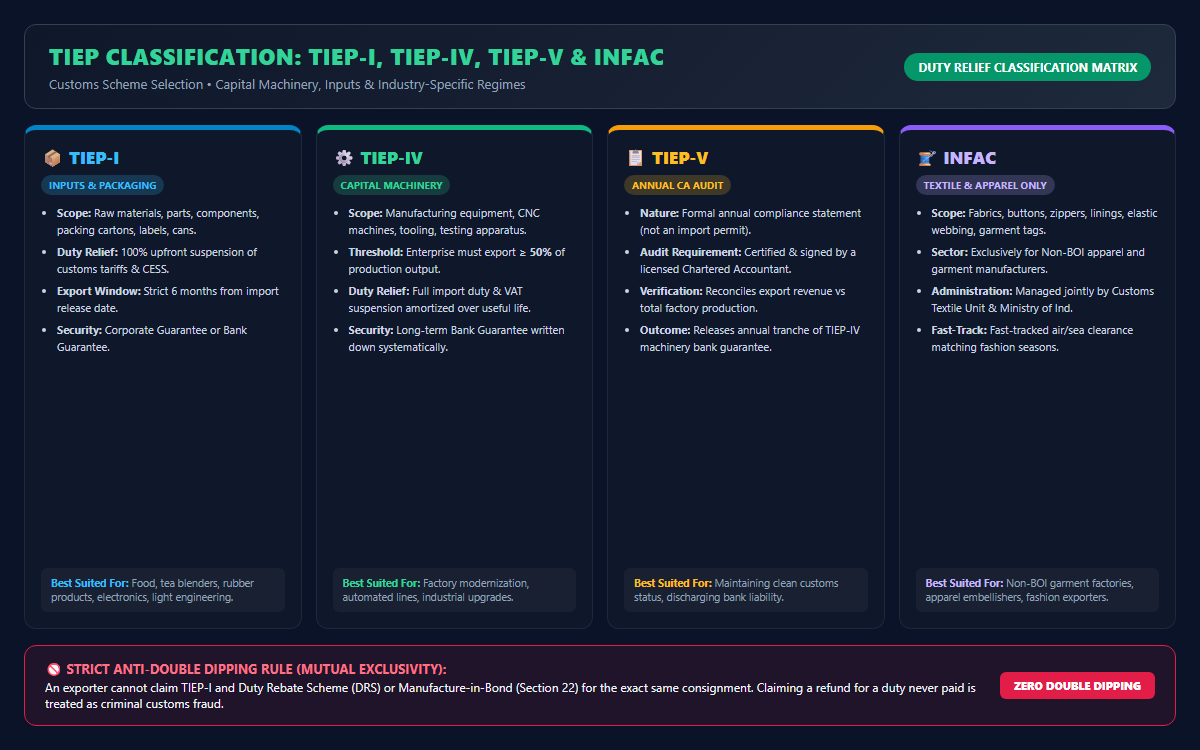 TIEP CLASSIFICATION: TIEP-I, TIEP-IV, TIEP-V & INFAC
Customs Scheme Selection • Capital Machinery, Inputs & Industry-Specific Regimes
DUTY RELIEF CLASSIFICATION MATRIX
TIEP-I
INPUTS & PACKAGING
• Scope: Raw materials, parts, components,
packing cartons, labels, cans.
• Duty Relief: 100% upfront suspension of
customs tariffs & CESS.
• Export Window: Strict 6 months from import
release date.
• Security: Corporate Guarantee or Bank
Guarantee.
Best Suited For: Food, tea blenders, rubber
products, electronics, light engineering.
TIEP-IV
CAPITAL MACHINERY
• Scope: Manufacturing equipment, CNC
machines, tooling, testing apparatus.
• Threshold: Enterprise must export ≥ 50% of
production output.
• Duty Relief: Full import duty & VAT
suspension amortized over useful life.
• Security: Long-term Bank Guarantee written
down systematically.
Best Suited For: Factory modernization,
automated lines, industrial upgrades.
TIEP-V
ANNUAL CA AUDIT
• Nature: Formal annual compliance statement
(not an import permit).
• Audit Requirement: Certified & signed by a
licensed Chartered Accountant.
• Verification: Reconciles export revenue vs
total factory production.
• Outcome: Releases annual tranche of TIEP-IV
machinery bank guarantee.
Best Suited For: Maintaining clean customs
status, discharging bank liability.
INFAC
TEXTILE & APPAREL ONLY
• Scope: Fabrics, buttons, zippers, linings, elastic
webbing, garment tags.
• Sector: Exclusively for Non-BOI apparel and
garment manufacturers.
• Administration: Managed jointly by Customs
Textile Unit & Ministry of Ind.
• Fast-Track: Fast-tracked air/sea clearance
matching fashion seasons.
Best Suited For: Non-BOI garment factories,
apparel embellishers, fashion exporters.
STRICT ANTI-DOUBLE DIPPING RULE (MUTUAL EXCLUSIVITY):
An exporter cannot claim TIEP-I and Duty Rebate Scheme (DRS) or Manufacture-in-Bond (Section 22) for the exact same consignment. Claiming a refund for a duty never paid is
treated as criminal customs fraud.
ZERO DOUBLE DIPPING